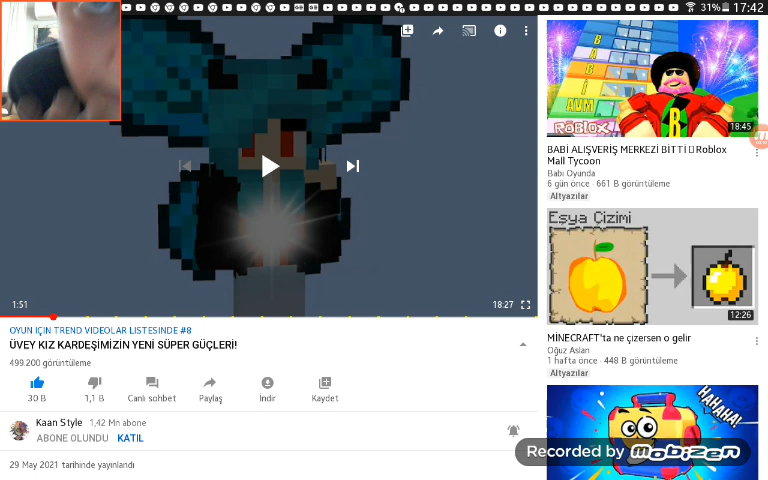 31% 17:42
1:51
18:27
OYUN İÇİN TREND VİDEOLAR LİSTESİNDE #8
ÜVEY KIZ KARDEŞİMİZİN YENİ SÜPER GÜÇLERİ!
499.200 görüntüleme
30 B
1,1 B
Canlı sohbet
Paylaş
İndir
Kaydet
Kaan Style 1,42 Mn abone
ABONE OLUNDU KATIL
29 May 2021 tarihinde yayınlandı
BABİ
AVM
B
ROBLOX
18:45
BABİ ALIŞVERİŞ MERKEZİ BİTTİ Roblox
Mall Tycoon
Babı Oyunda
6 gün önce · 661 B görüntüleme
Altyazılar
Eşya Çizimi
12:26
MİNECRAFT'ta ne çizersen o gelir
Oğuz Aslan
1 hafta önce · 448 B görüntüleme
Altyazılar
HAHAHA!
Recorded by mobizen